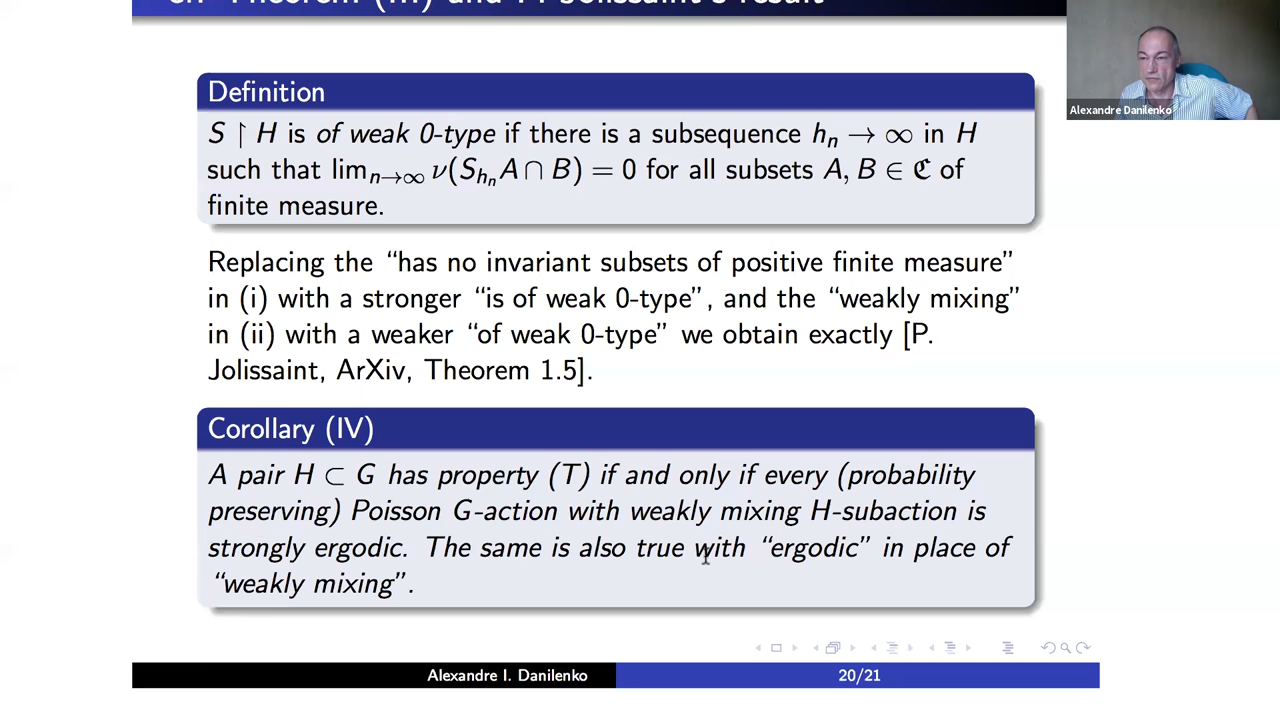 Theorem (III) and P. Jolissaint's result
Alexandre Danilenko
Definition
S ↾ H is of weak 0-type if there is a subsequence hₙ → ∞ in H
such that limₙ→∞ ν(Sₕₙ A ∩ B) = 0 for all subsets A, B ∈ ℭ of
finite measure.
Replacing the “has no invariant subsets of positive finite measure”
in (i) with a stronger “is of weak 0-type”, and the “weakly mixing”
in (ii) with a weaker “of weak 0-type” we obtain exactly [P.
Jolissaint, ArXiv, Theorem 1.5].
Corollary (IV)
A pair H ⊂ G has property (T) if and only if every (probability
preserving) Poisson G-action with weakly mixing H-subaction is
strongly ergodic. The same is also true with “ergodic” in place of
“weakly mixing”.
Alexandre I. Danilenko
20/21